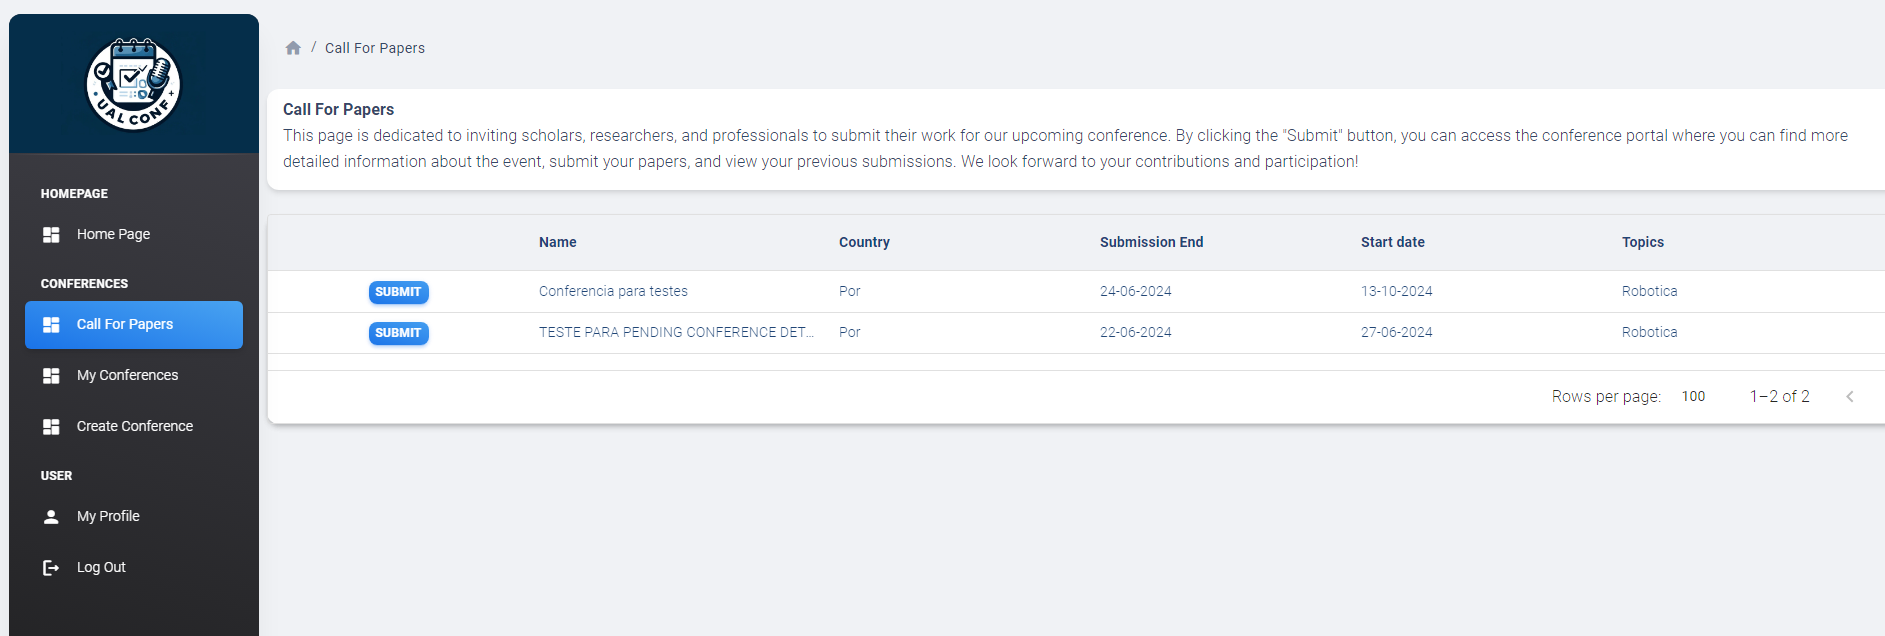 UAL CONF
/ Call For Papers
Call For Papers
This page is dedicated to inviting scholars, researchers, and professionals to submit their work for our upcoming conference. By clicking the "Submit" button, you can access the conference portal where you can find more
detailed information about the event, submit your papers, and view your previous submissions. We look forward to your contributions and participation!
HOMEPAGE
Home Page
CONFERENCES
Call For Papers
My Conferences
Create Conference
USER
My Profile
Log Out
Name Country Submission End Start date Topics
SUBMIT Conferencia para testes Por 24-06-2024 13-10-2024 Robotica
SUBMIT TESTE PARA PENDING CONFERENCE DET... Por 22-06-2024 27-06-2024 Robotica
Rows per page: 100 1–2 of 2